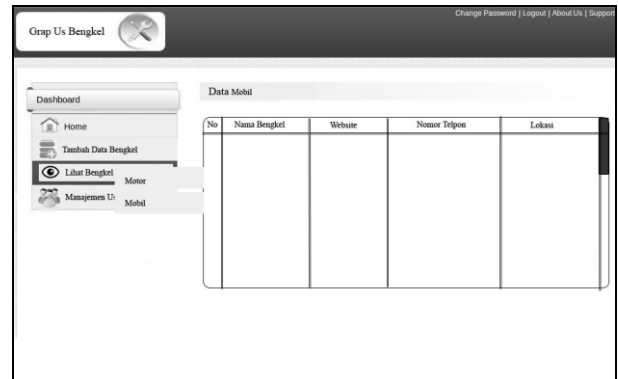 Change Password | Logout | About Us | Support
Grap Us Bengkel
Dashboard
Home
Tambah Data Bengkel
Lihat Bengkel
Motor
Manajemen U
Mobil
Data Mobil
No Nama Bengkel Website Nomor Telpon Lokasi